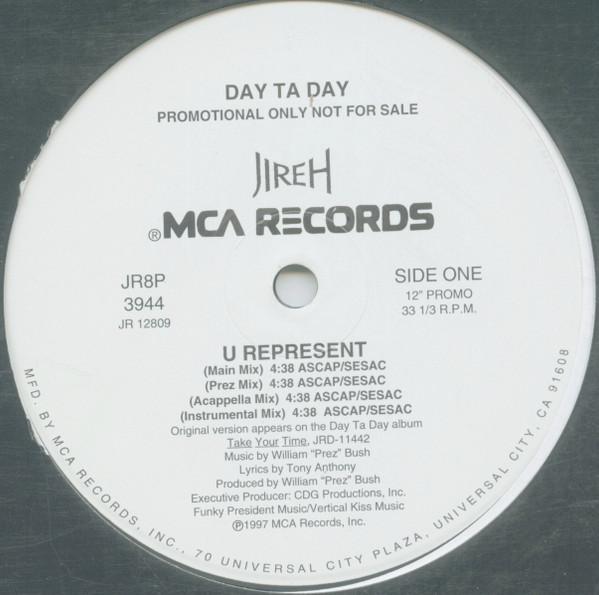 DAY TA DAY
PROMOTIONAL ONLY NOT FOR SALE
JIREH
®MCA RECORDS
JR8P
3944
JR 12809
SIDE ONE
12" PROMO
33 1/3 R.P.M.
U REPRESENT
(Main Mix) 4:38 ASCAP/SESAC
(Prez Mix) 4:38 ASCAP/SESAC
(Acappella Mix) 4:38 ASCAP/SESAC
(Instrumental Mix) 4:38 ASCAP/SESAC
Original version appears on the Day Ta Day album
Take Your Time, JRD-11442
Music by William "Prez" Bush
Lyrics by Tony Anthony
Produced by William "Prez" Bush
Executive Producer: CDG Productions, Inc.
Funky President Music/Vertical Kiss Music
℗1997 MCA Records, Inc.
MFD. BY MCA RECORDS, INC., 70 UNIVERSAL CITY PLAZA, UNIVERSAL CITY, CA 91608